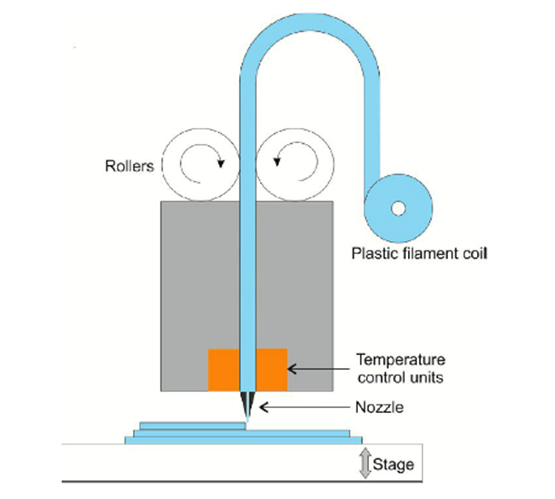 Rollers
Plastic filament coil
Temperature
control units
Nozzle
Stage